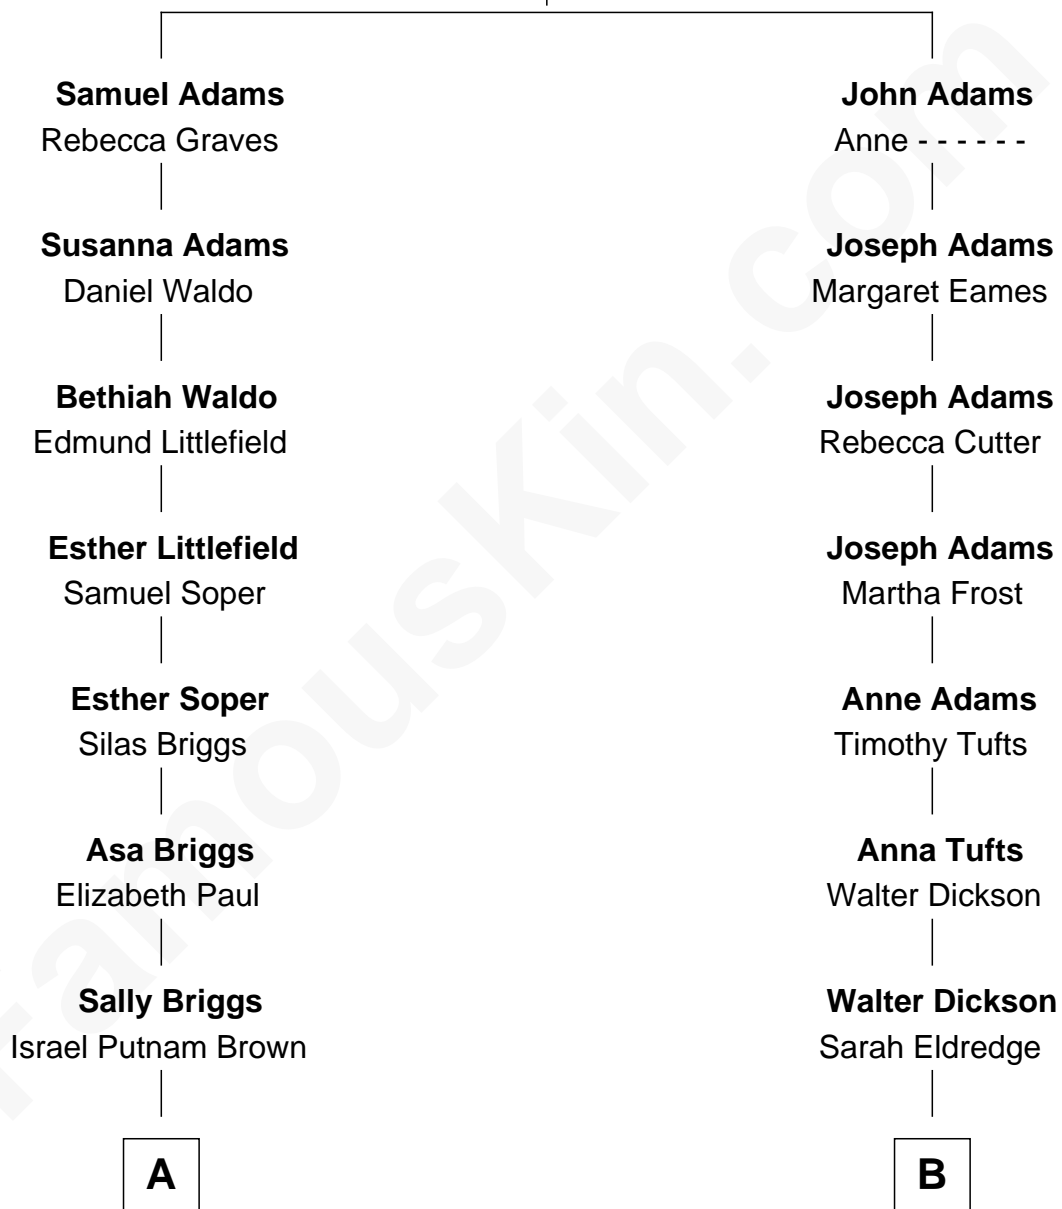 Samuel Adams
Rebecca Graves
Susanna Adams
Daniel Waldo
Bethiah Waldo
Edmund Littlefield
Esther Littlefield
Samuel Soper
Esther Soper
Silas Briggs
Asa Briggs
Elizabeth Paul
Sally Briggs
Israel Putnam Brown
A
John Adams
Anne - - - - - -
Joseph Adams
Margaret Eames
Joseph Adams
Rebecca Cutter
Joseph Adams
Martha Frost
Anne Adams
Timothy Tufts
Anna Tufts
Walter Dickson
Walter Dickson
Sarah Eldredge
B
FamousKin.com